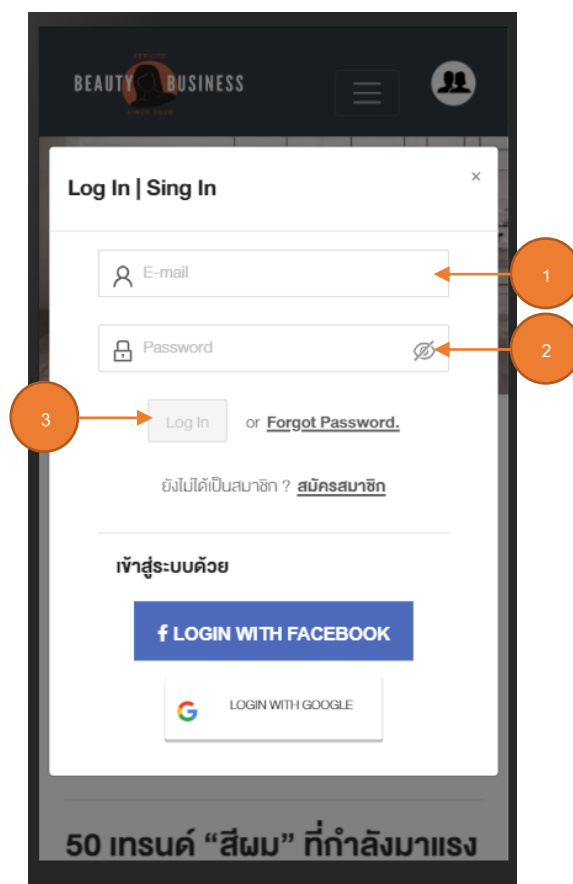 SERVICE
BEAUTY BUSINESS
SINCE 2020
Log In | Sing In
×
E-mail
1
Password
2
3
Log In or Forgot Password.
ยังไม่ได้เป็นสมาชิก ? สมัครสมาชิก
เข้าสู่ระบบด้วย
f LOGIN WITH FACEBOOK
G LOGIN WITH GOOGLE
50 เทรนด์ “สีผม” ที่กำลังมาแรง